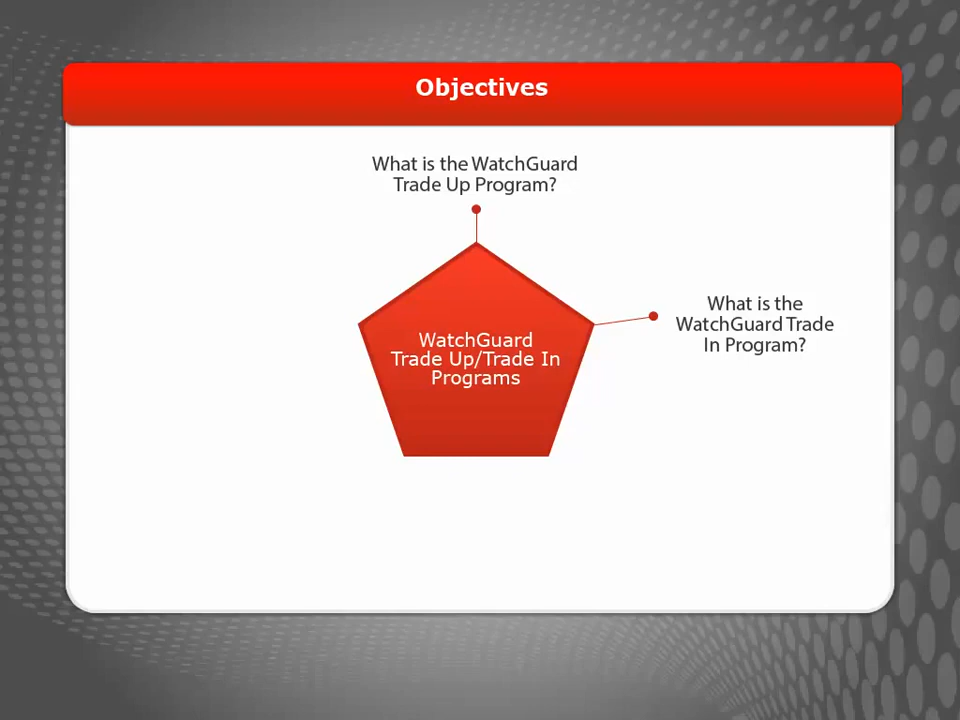 Objectives
What is the WatchGuard
Trade Up Program?
What is the
WatchGuard Trade
In Program?
WatchGuard
Trade Up/Trade In
Programs